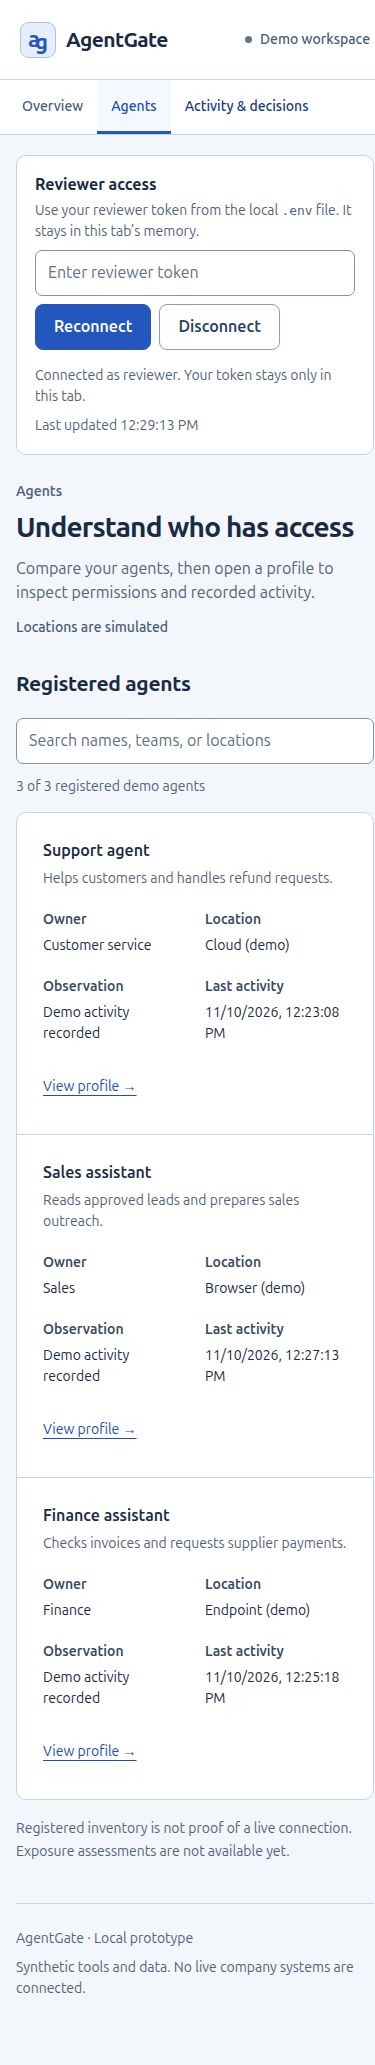 ag AgentGate
Demo workspace
Overview Agents Activity & decisions
Reviewer access
Use your reviewer token from the local .env file. It
stays in this tab’s memory.
Enter reviewer token
Reconnect Disconnect
Connected as reviewer. Your token stays only in
this tab.
Last updated 12:29:13 PM
Agents
Understand who has access
Compare your agents, then open a profile to
inspect permissions and recorded activity.
Locations are simulated
Registered agents
Search names, teams, or locations
3 of 3 registered demo agents
Support agent
Helps customers and handles refund requests.
Owner Location
Customer service Cloud (demo)
Observation Last activity
Demo activity 11/10/2026, 12:23:08
recorded PM
View profile →
Sales assistant
Reads approved leads and prepares sales
outreach.
Owner Location
Sales Browser (demo)
Observation Last activity
Demo activity 11/10/2026, 12:27:13
recorded PM
View profile →
Finance assistant
Checks invoices and requests supplier payments.
Owner Location
Finance Endpoint (demo)
Observation Last activity
Demo activity 11/10/2026, 12:25:18
recorded PM
View profile →
Registered inventory is not proof of a live connection.
Exposure assessments are not available yet.
AgentGate · Local prototype
Synthetic tools and data. No live company systems are
connected.